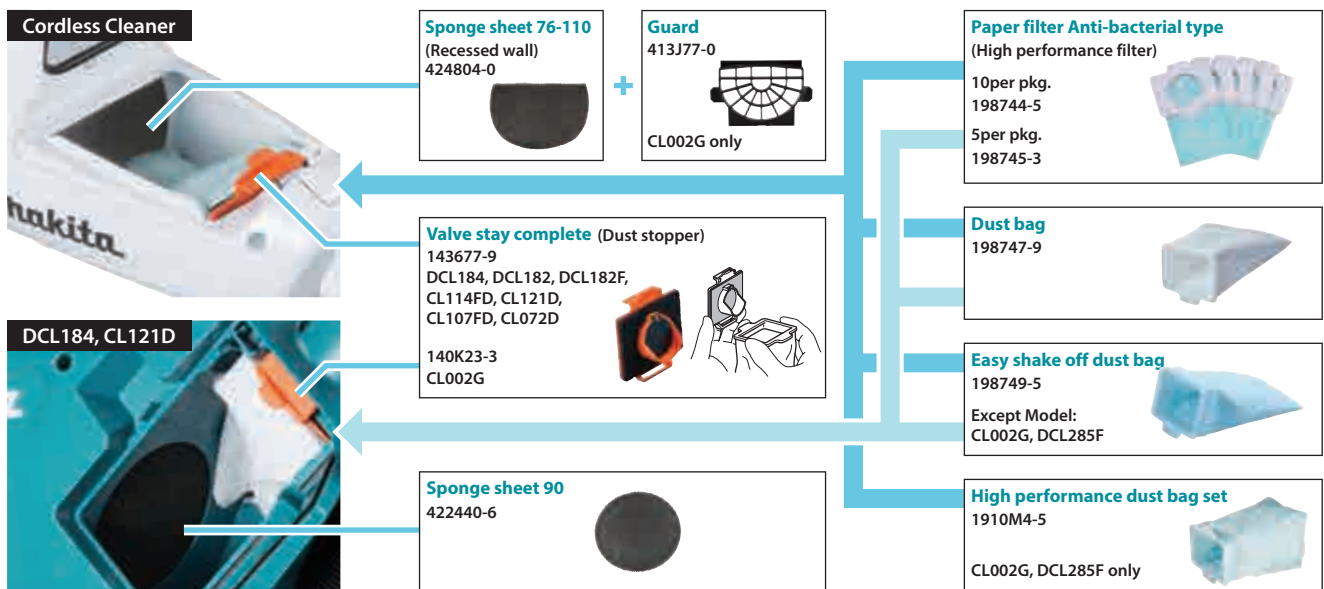 Cordless Cleaner
makita
Sponge sheet 76-110
(Recessed wall)
424804-0
+
Guard
413J77-0
CL002G only
Paper filter Anti-bacterial type
(High performance filter)
10per pkg.
198744-5
5per pkg.
198745-3
Valve stay complete (Dust stopper)
143677-9
DCL184, DCL182, DCL182F,
CL114FD, CL121D,
CL107FD, CL072D
140K23-3
CL002G
Dust bag
198747-9
DCL184, CL121D
Easy shake off dust bag
198749-5
Except Model:
CL002G, DCL285F
Sponge sheet 90
422440-6
High performance dust bag set
1910M4-5
CL002G, DCL285F only